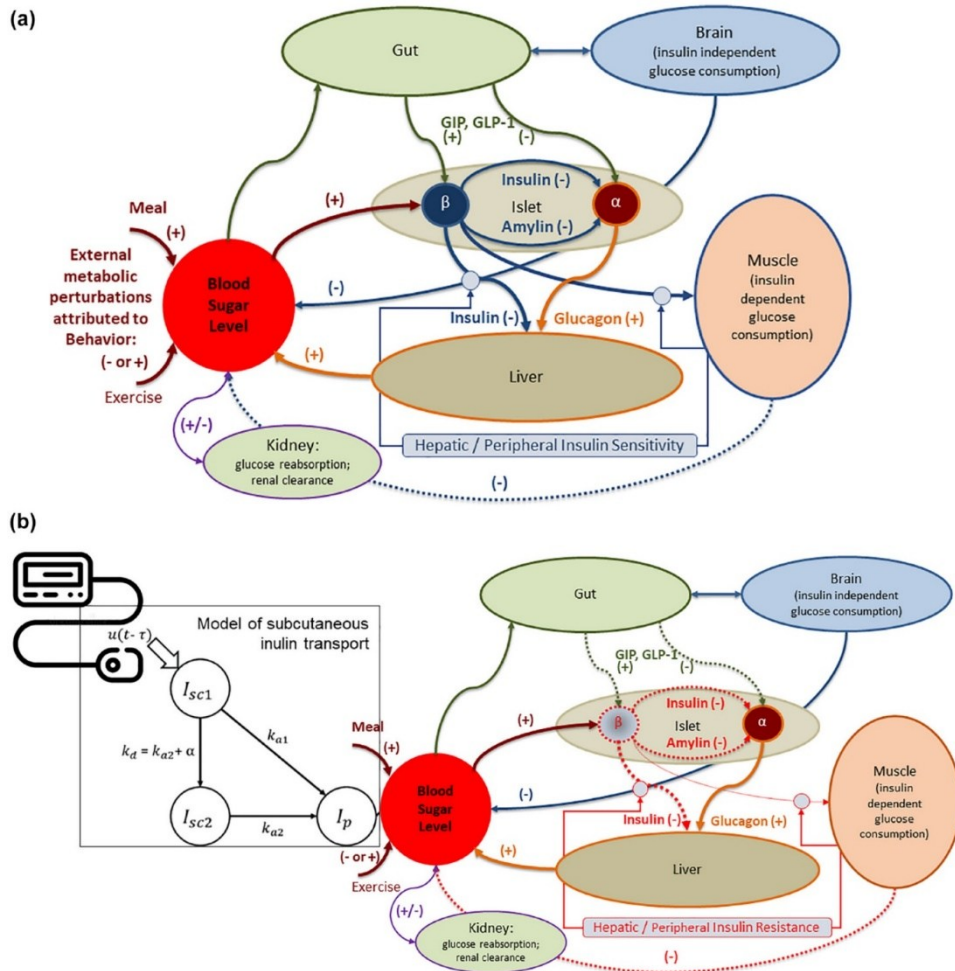 (a)
Gut
Brain
(insulin independent
glucose consumption)
GIP, GLP-1
(+)
(-)
Insulin (-)
β
Islet
α
Amylin (-)
Meal
(+)
(+)
External
metabolic
perturbations
attributed to
Behavior:
(- or +)
Exercise
Blood
Sugar
Level
(-)
Insulin (-)
Glucagon (+)
Muscle
(insulin
dependent
glucose
consumption)
(+)
Liver
(+/-)
Kidney:
glucose reabsorption;
renal clearance
Hepatic / Peripheral Insulin Sensitivity
(-)
(b)
u(t- τ)
Model of subcutaneous
inulin transport
I_sc1
k_d = k_a2 + α
k_a1
I_sc2
k_a2
I_p
Gut
Brain
(insulin independent
glucose consumption)
GIP, GLP-1
(+)
(-)
Insulin (-)
β
Islet
α
Amylin (-)
Meal
(+)
(+)
Blood
Sugar
Level
(-)
(- or +)
Exercise
Insulin (-)
Glucagon (+)
Muscle
(insulin
dependent
glucose
consumption)
(+)
Liver
(+/-)
Kidney:
glucose reabsorption;
renal clearance
Hepatic / Peripheral Insulin Resistance
(-)